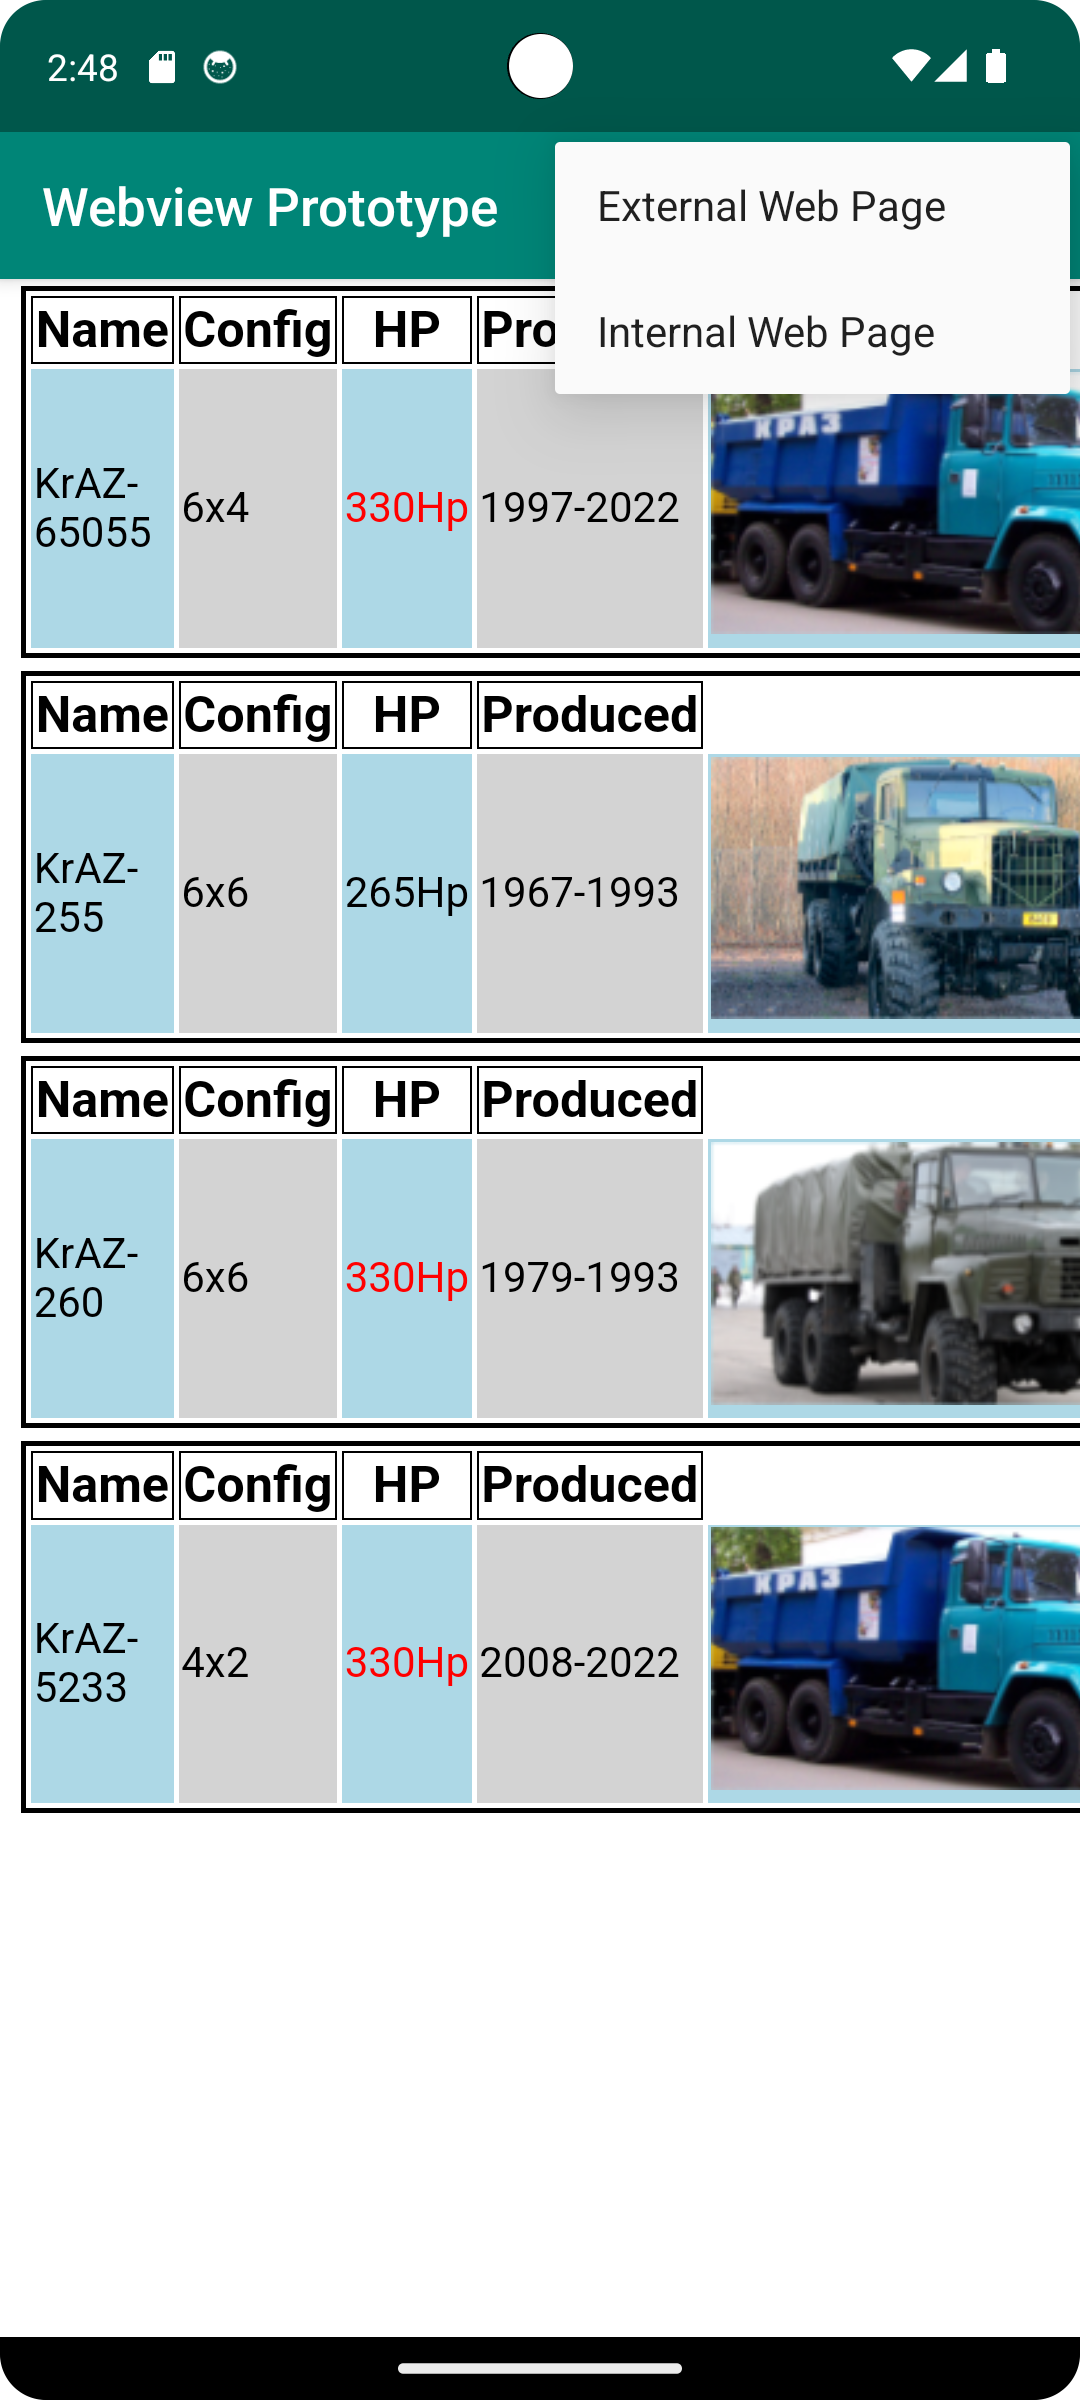 2:48
Webview Prototype
External Web Page
Internal Web Page
Name Config HP Pro
КРАЗ
KrAZ-
65055
6x4
330Hp
1997-2022
Name Config HP Produced
KrAZ-
255
6x6
265Hp
1967-1993
Name Config HP Produced
KrAZ-
260
6x6
330Hp
1979-1993
Name Config HP Produced
КРАЗ
KrAZ-
5233
4x2
330Hp
2008-2022